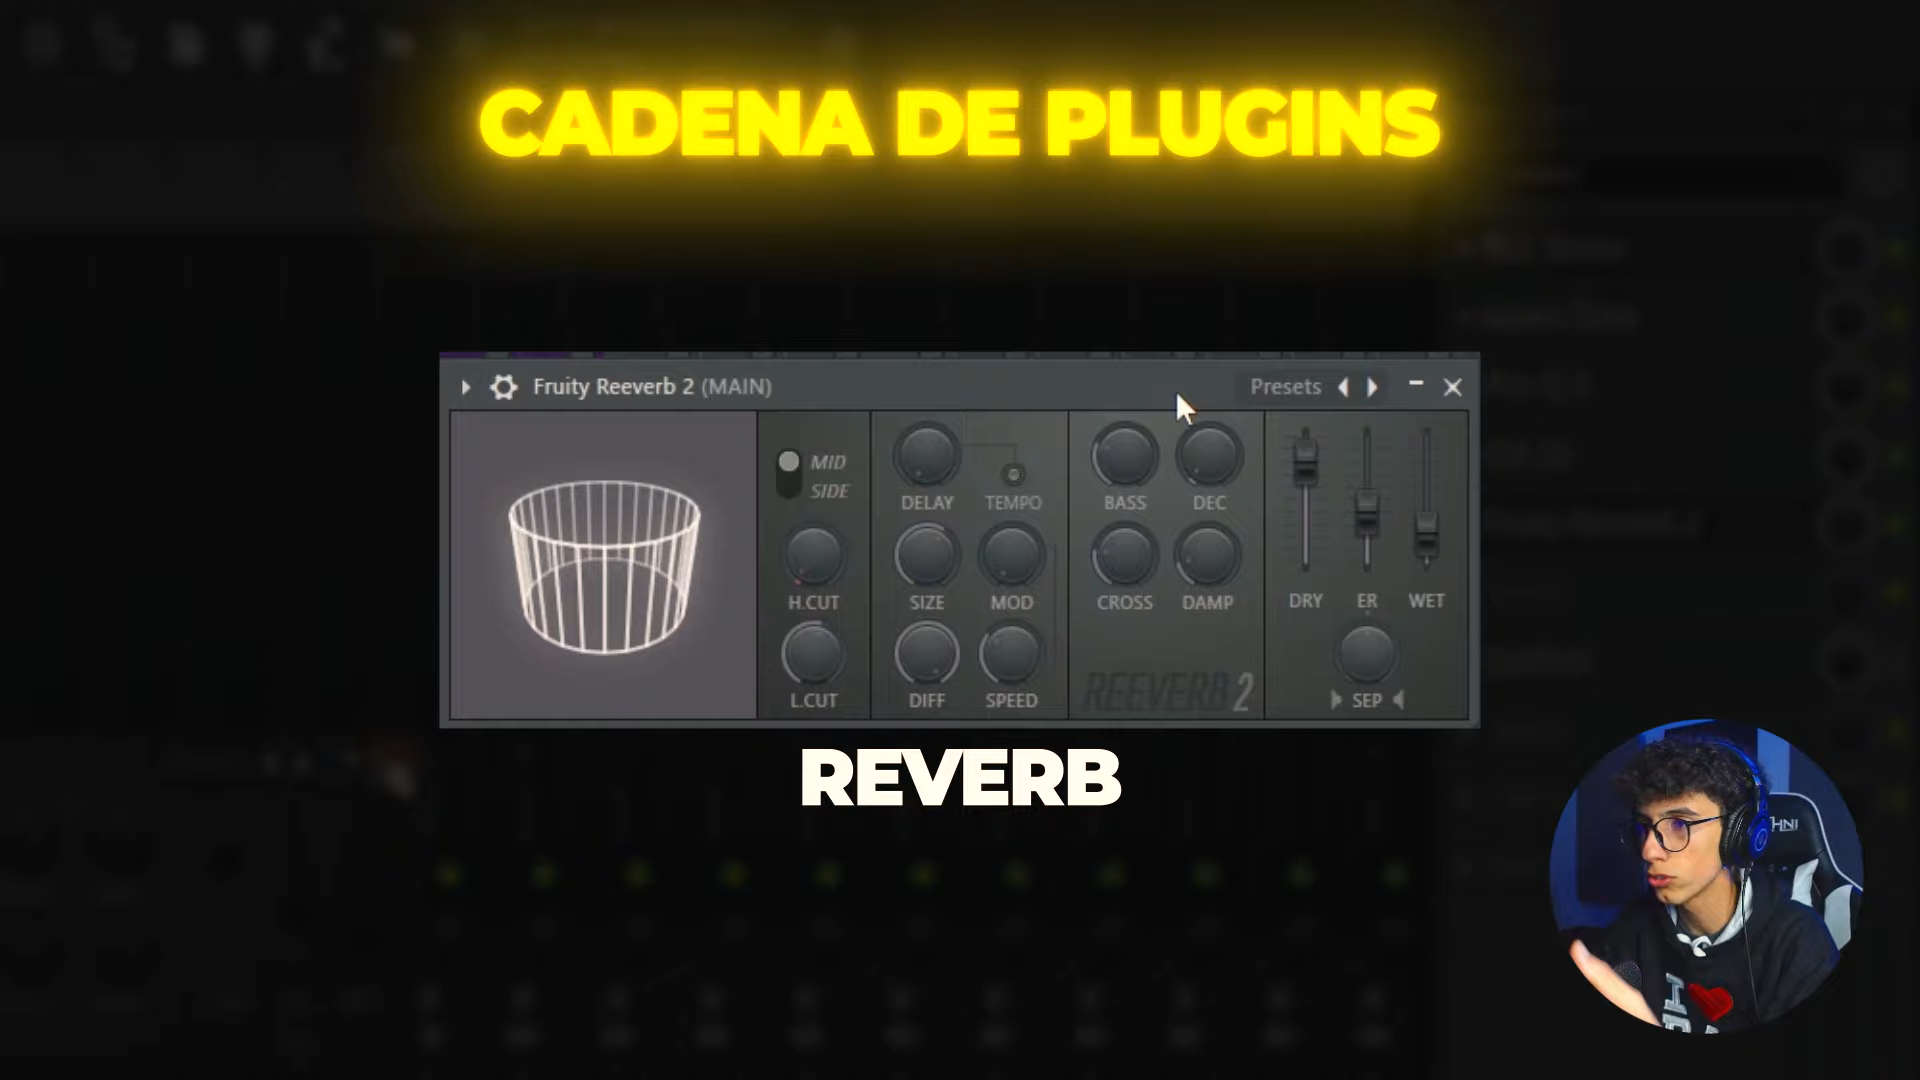 CADENA DE PLUGINS
Fruity Reeverb 2 (MAIN)
Presets
MID
SIDE
DELAY
TEMPO
BASS
DEC
H.CUT
SIZE
MOD
CROSS
DAMP
DRY
ER
WET
L.CUT
DIFF
SPEED
REEVERB 2
SEP
REVERB
HNI